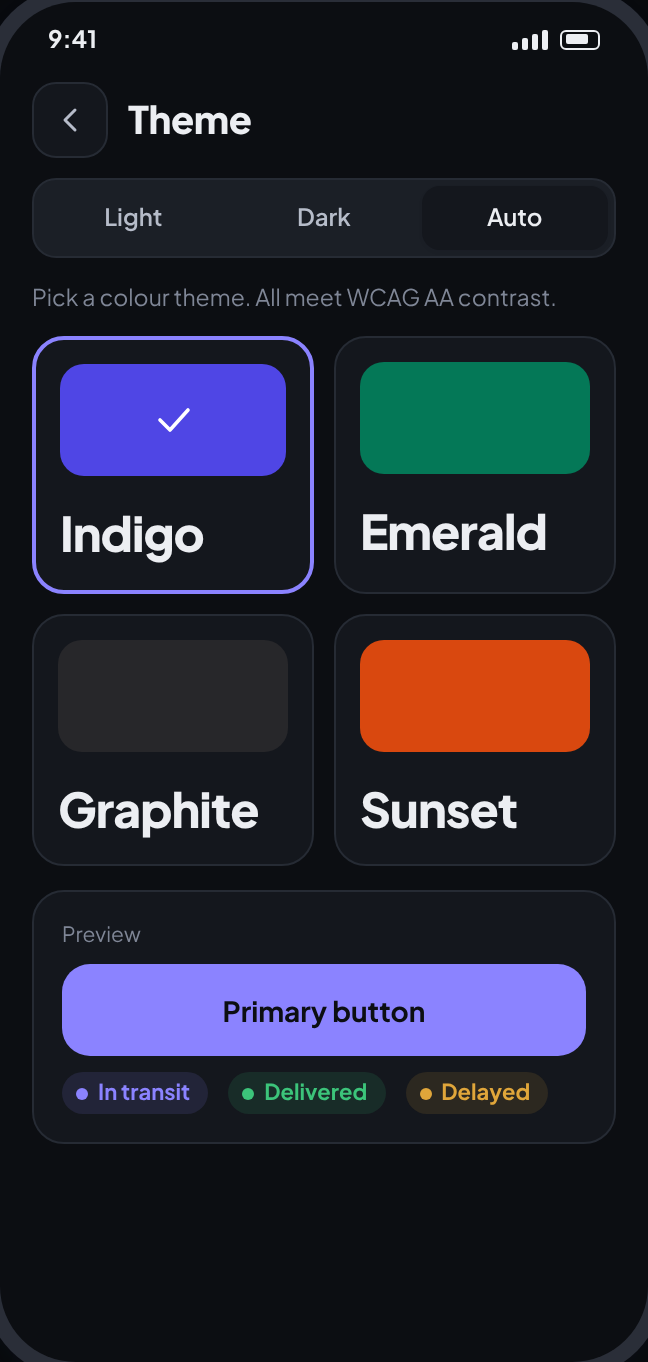 9:41
Theme
Light Dark Auto
Pick a colour theme. All meet WCAG AA contrast.
Indigo
Emerald
Graphite
Sunset
Preview
Primary button
In transit Delivered Delayed